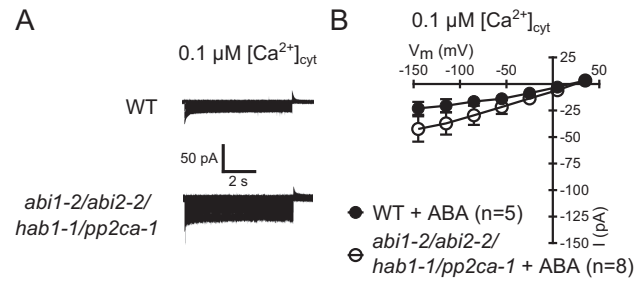 A
0.1 µM [Ca2+]cyt
WT
50 pA
2 s
abi1-2/abi2-2/
hab1-1/pp2ca-1
B
0.1 µM [Ca2+]cyt
Vm (mV)
-150 -100 -50 50
25
-25
-50
-75
-100
-125
-150
I (pA)
WT + ABA (n=5)
abi1-2/abi2-2/
hab1-1/pp2ca-1 + ABA (n=8)